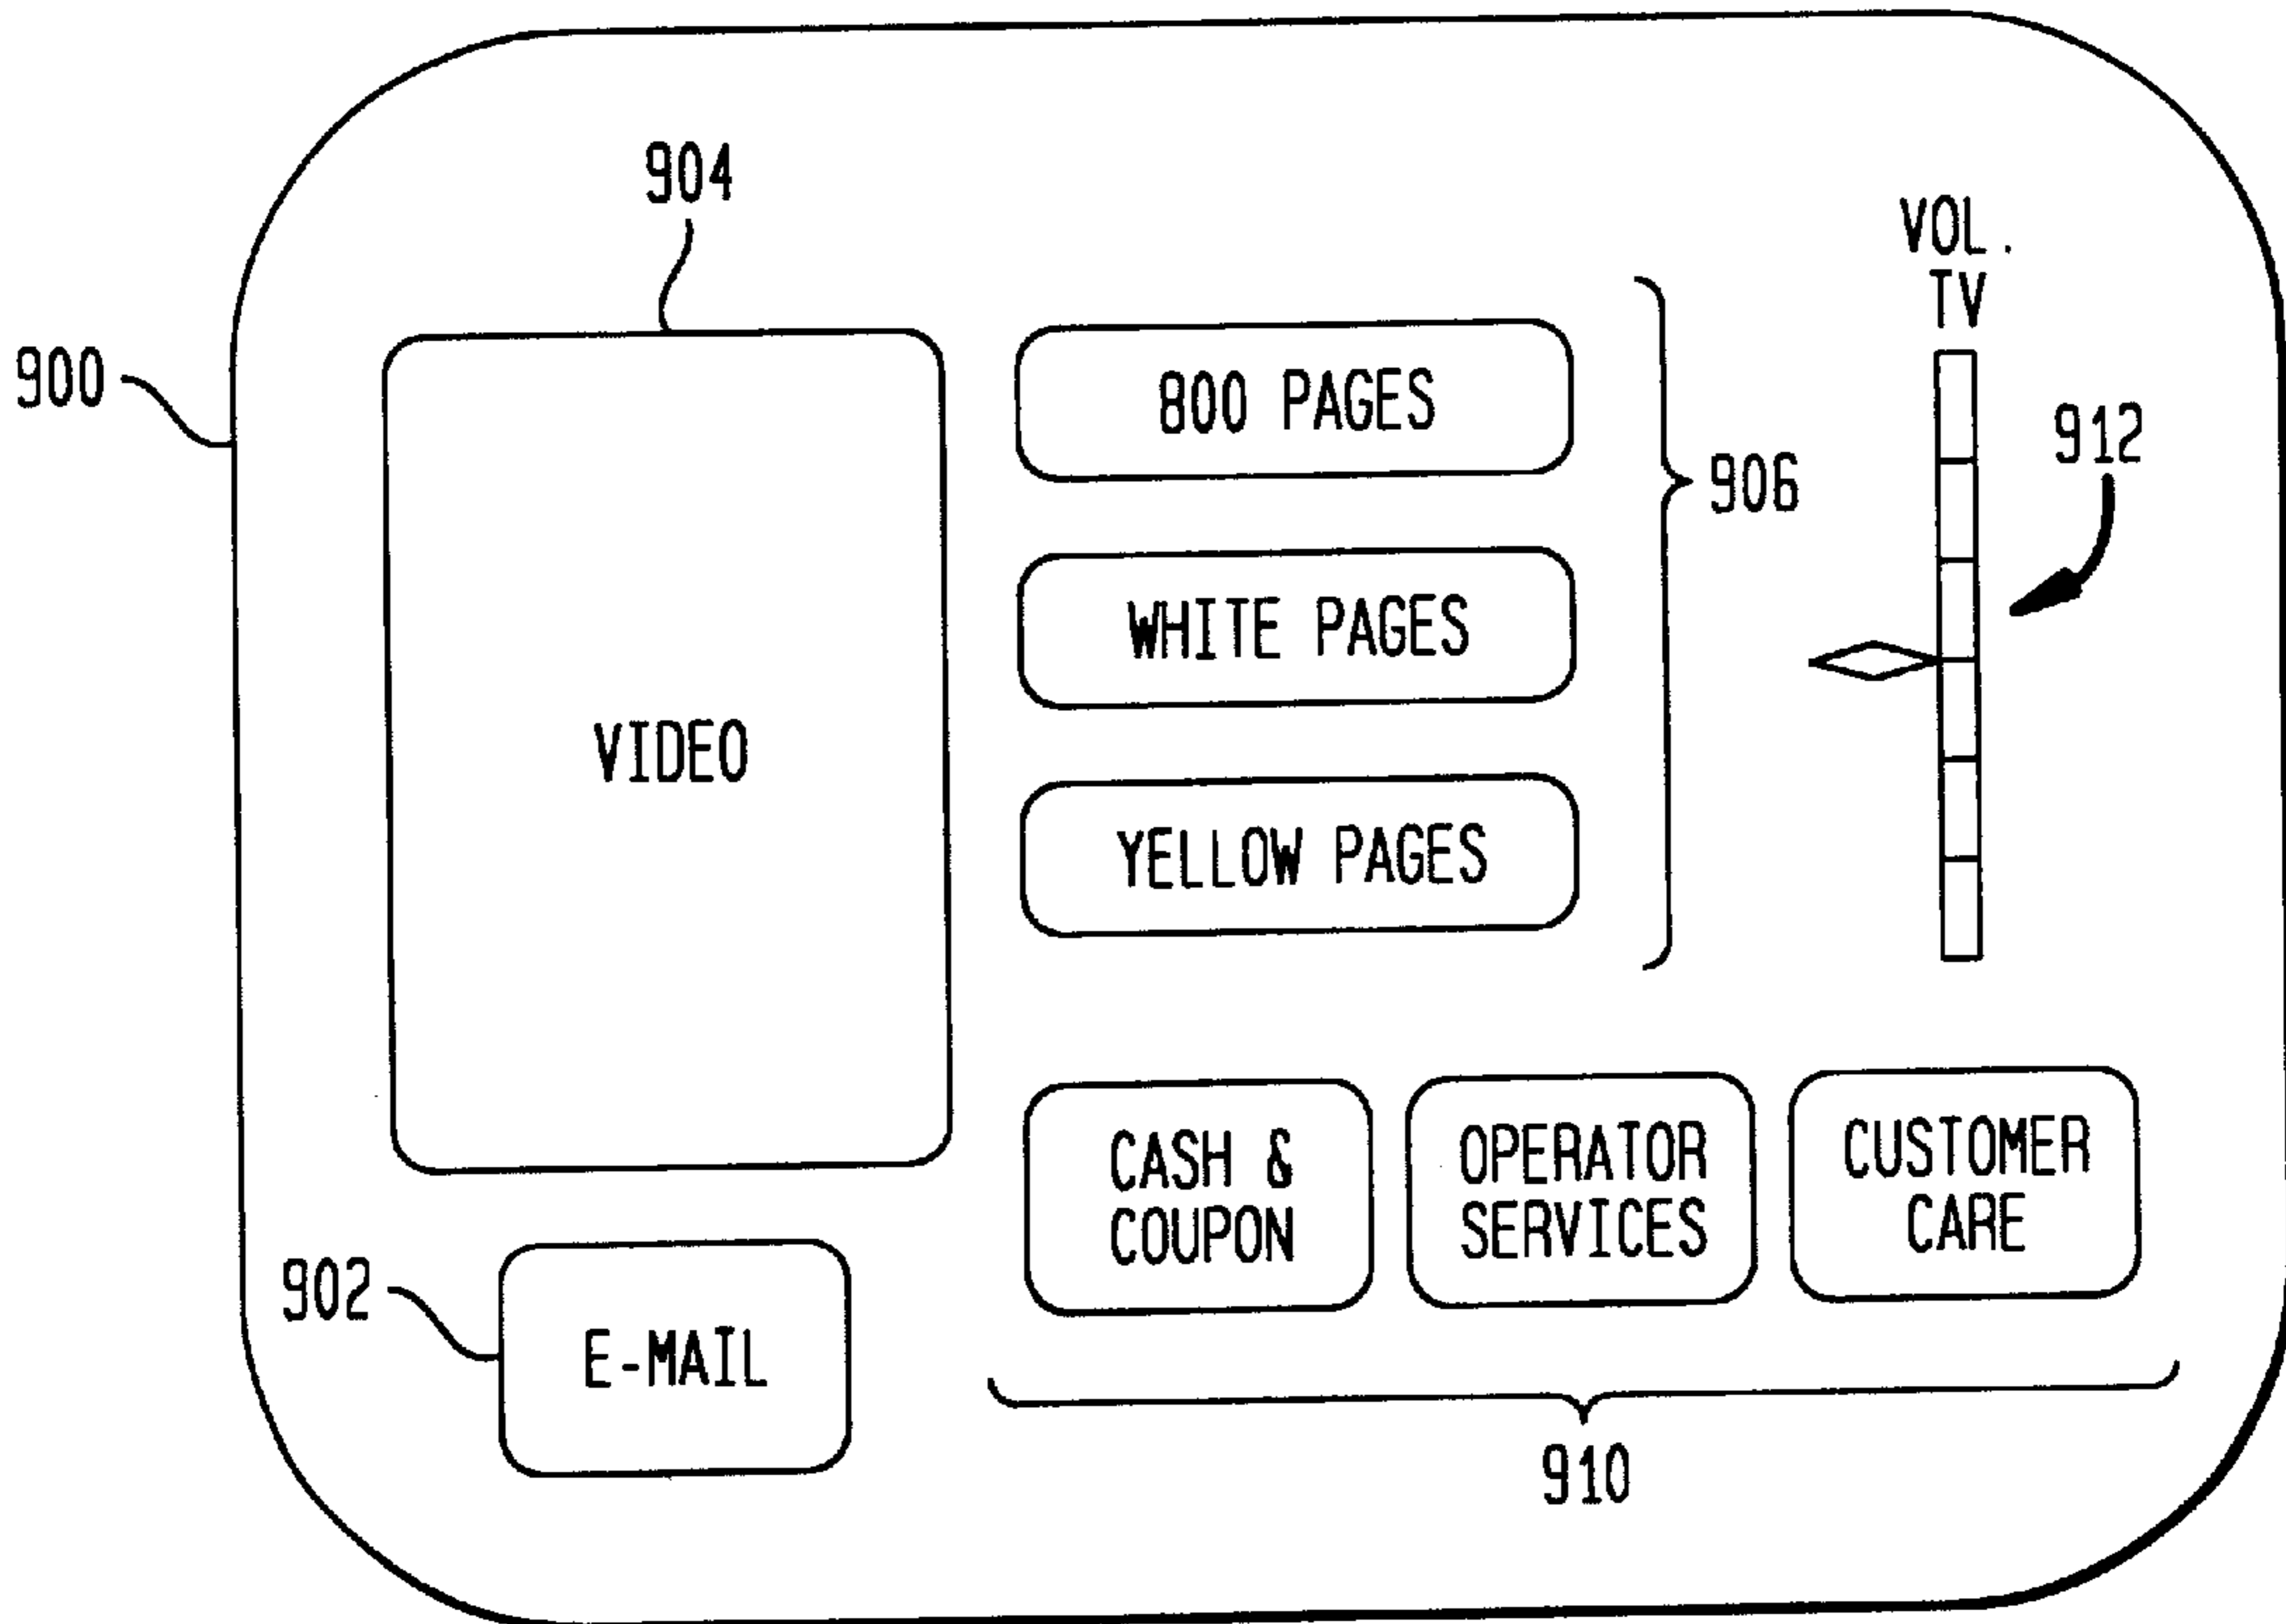 904
VOL.
TV
900
800 PAGES
912
906
WHITE PAGES
VIDEO
YELLOW PAGES
CASH &
COUPON
OPERATOR
SERVICES
CUSTOMER
CARE
902
E-MAIL
910